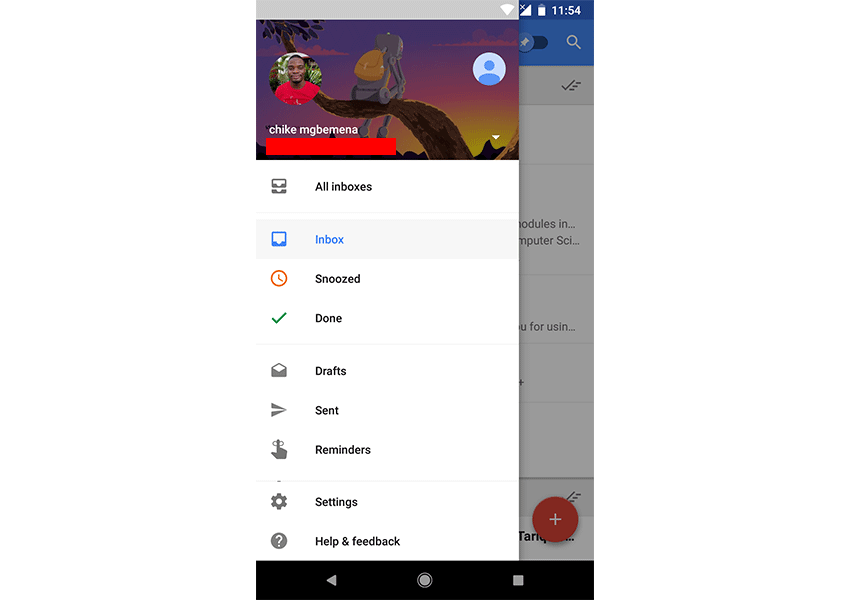 11:54
chike mgbemena
All inboxes
Inbox
Snoozed
Done
Drafts
Sent
Reminders
Settings
Help & feedback
modules in…
mputer Sci…
u for usin…
+
Tariq